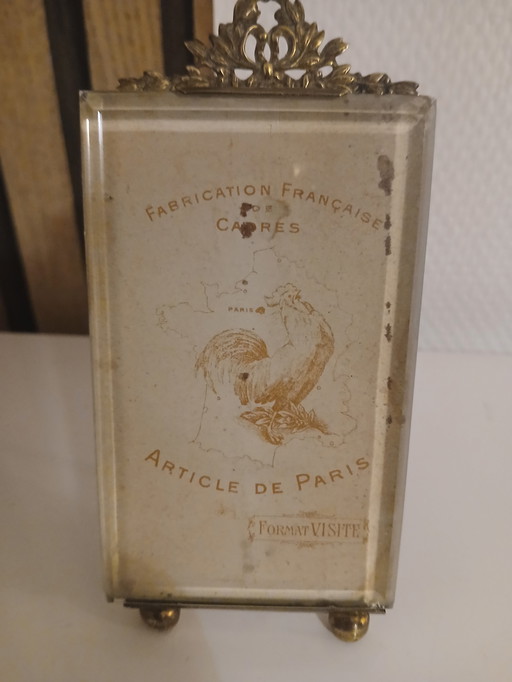 FABRICATION FRANÇAISE
DE
CADRES
PARIS
ARTICLE DE PARIS
FORMAT VISITE